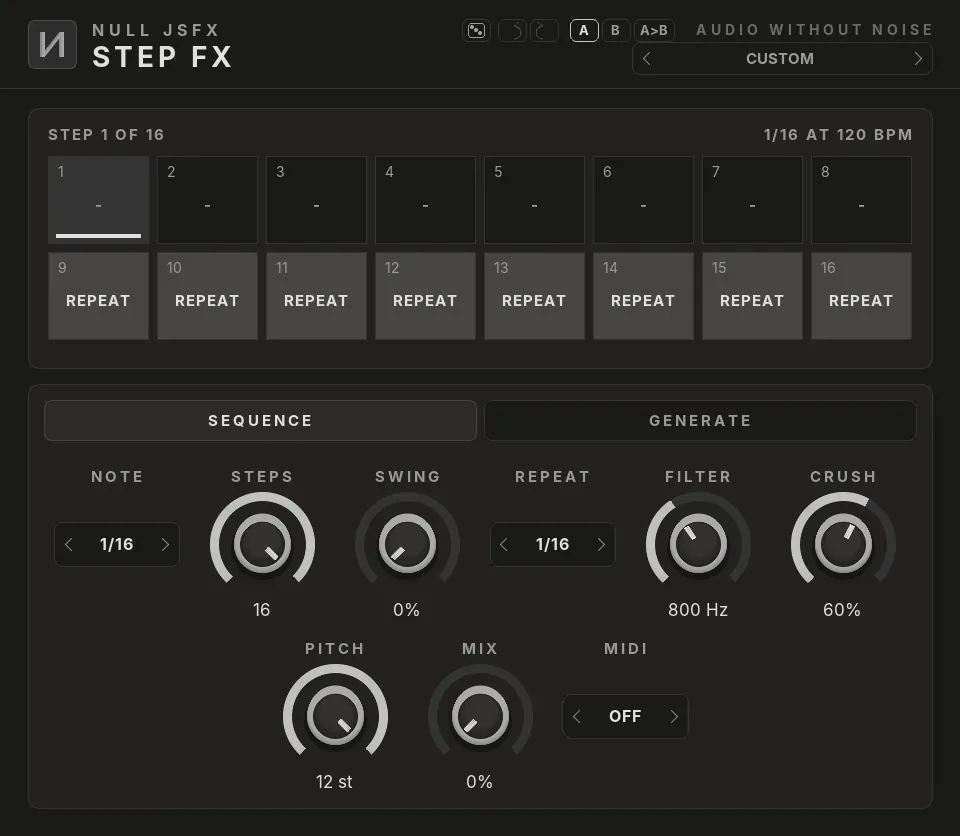 NULL JSFX
STEP FX
A B A>B AUDIO WITHOUT NOISE
CUSTOM
STEP 1 OF 16 1/16 AT 120 BPM
1 2 3 4 5 6 7 8
- - - - - - - -
9 10 11 12 13 14 15 16
REPEAT REPEAT REPEAT REPEAT REPEAT REPEAT REPEAT REPEAT
SEQUENCE GENERATE
NOTE STEPS SWING REPEAT FILTER CRUSH
1/16 1/16
16 0% 800 Hz 60%
PITCH MIX MIDI
OFF
12 st 0%